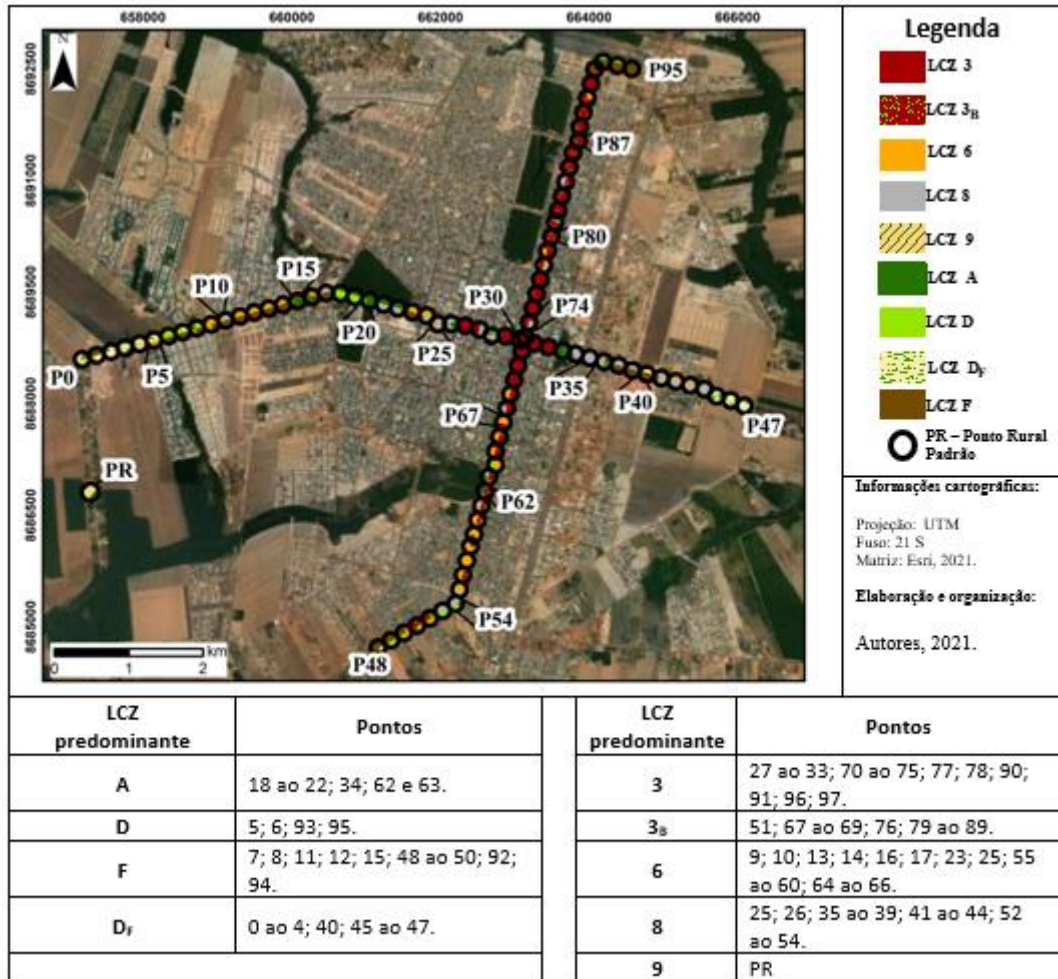 658000 660000 662000 664000 666000
8692500
8691000
8689500
8688000
8686500
8685000
Z
P95
P87
P80
P15
P10
P30
P74
P20
P25
P5
P0
P35
P40
P67
P47
PR
P62
P54
P48
0 1 2 km
Legenda
LCZ 3
LCZ 3B
LCZ 6
LCZ 8
LCZ 9
LCZ A
LCZ D
LCZ DF
LCZ F
PR – Ponto Rural
Padrão
Informações cartográficas:
Projeção: UTM
Fuso: 21 S
Matriz: Esri, 2021.
Elaboração e organização:
Autores, 2021.
LCZ
predominante
Pontos
A
18 ao 22; 34; 62 e 63.
D
5; 6; 93; 95.
F
7; 8; 11; 12; 15; 48 ao 50; 92;
94.
DF
0 ao 4; 40; 45 ao 47.
LCZ
predominante
Pontos
3
27 ao 33; 70 ao 75; 77; 78; 90;
91; 96; 97.
3B
51; 67 ao 69; 76; 79 ao 89.
6
9; 10; 13; 14; 16; 17; 23; 25; 55
ao 60; 64 ao 66.
8
25; 26; 35 ao 39; 41 ao 44; 52
ao 54.
9
PR